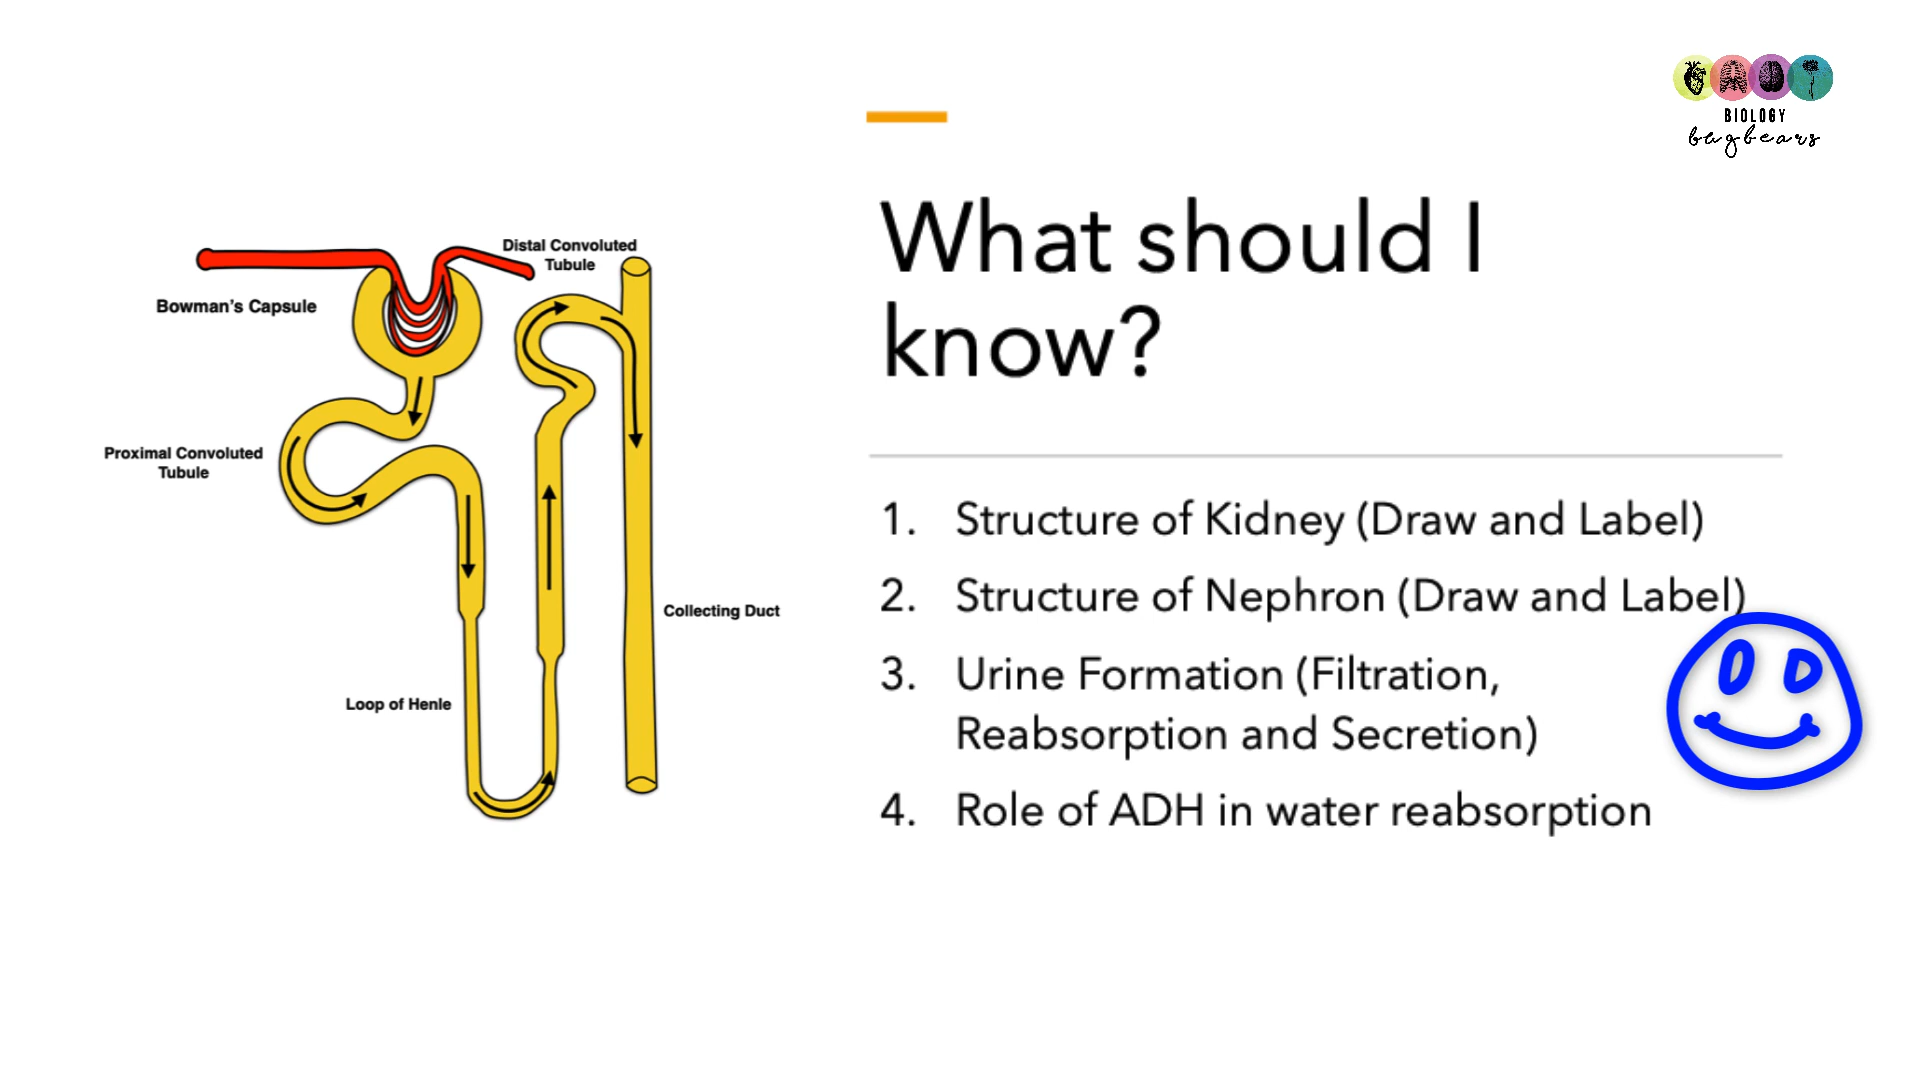 BIOLOGY
bugbears
What should I
know?
Distal Convoluted
Tubule
Bowman's Capsule
Proximal Convoluted
Tubule
Collecting Duct
Loop of Henle
1. Structure of Kidney (Draw and Label)
2. Structure of Nephron (Draw and Label)
3. Urine Formation (Filtration,
Reabsorption and Secretion)
4. Role of ADH in water reabsorption